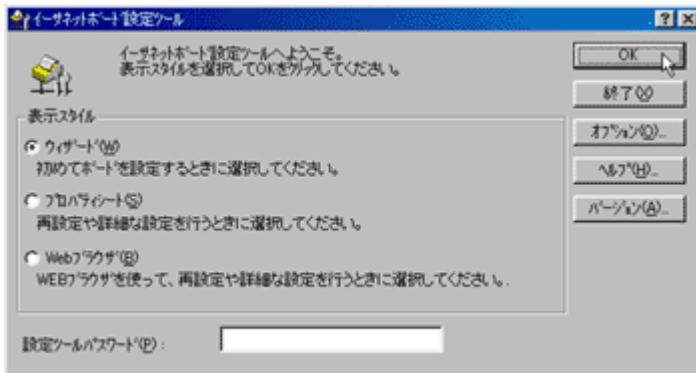 イーサネットボード設定ツール
イーサネットボード設定ツールへようこそ。
表示スタイルを選択してOKをクリックしてください。
OK
終了(X)
オプション(O)...
ヘルプ(H)...
バージョン(A)...
表示スタイル
ウィザード(W)
初めてボードを設定するときに選択してください。
プロパティシート(S)
再設定や詳細な設定を行うときに選択してください。
Webブラウザ(B)
WEBブラウザを使って、再設定や詳細な設定を行うときに選択してください。.
設定ツールパスワード(P) :